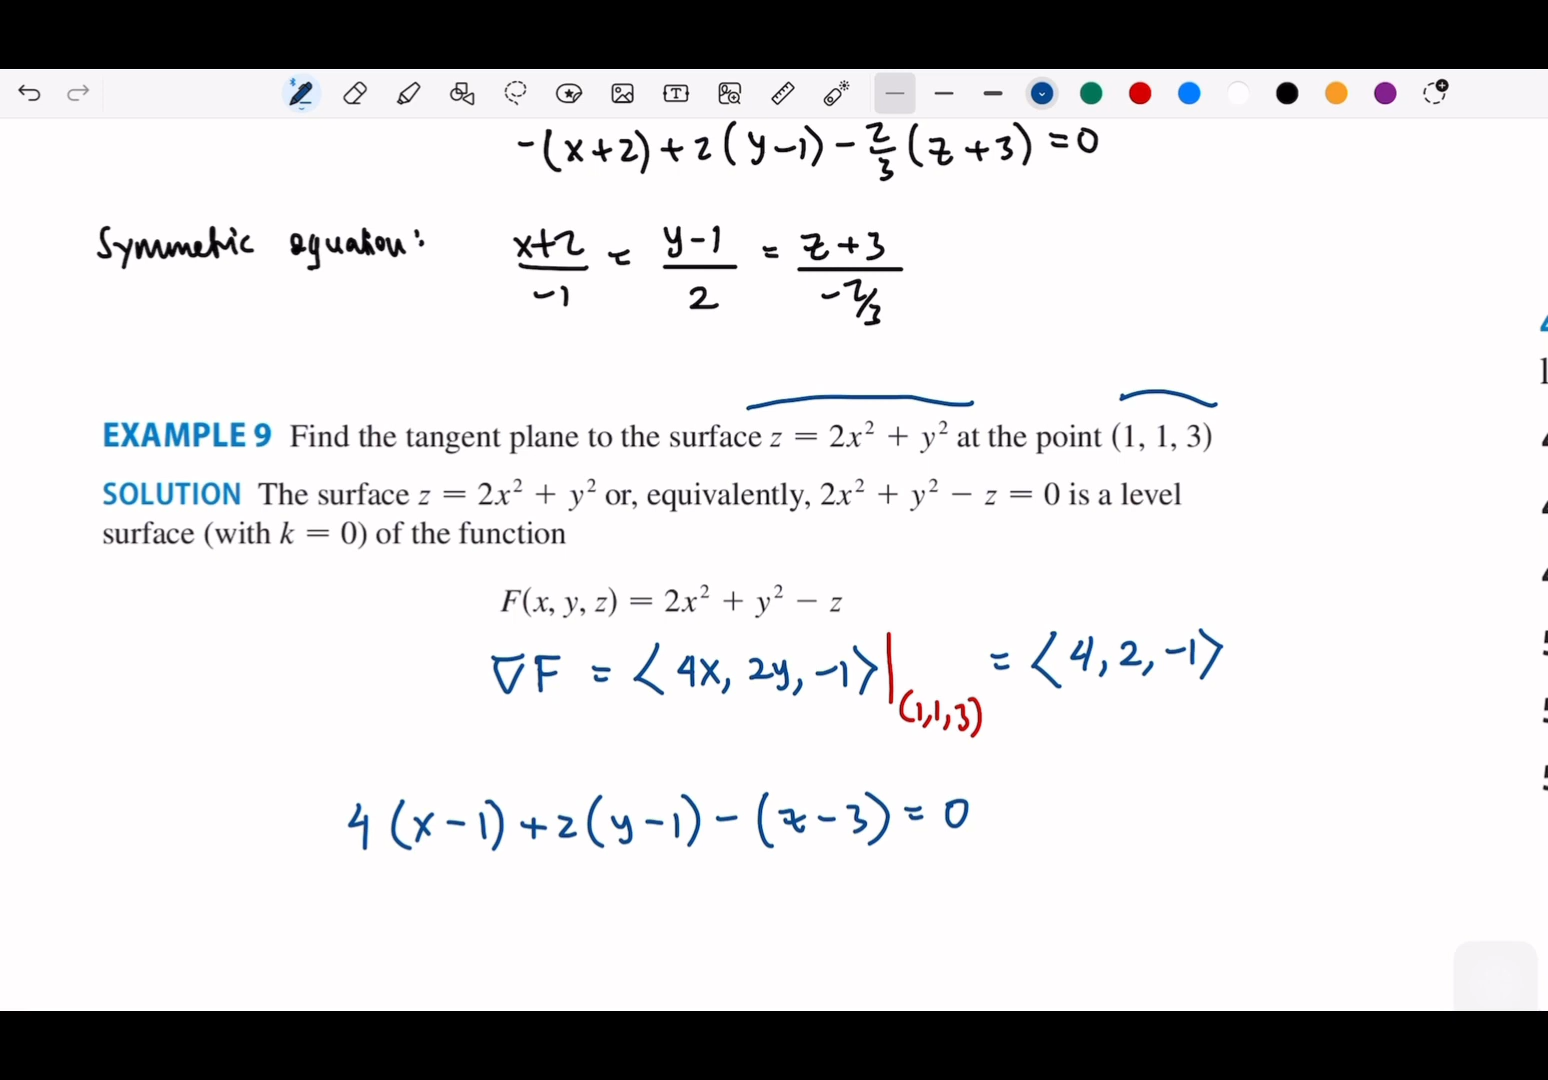 -(x+2)+2(y-1)-2/3(z+3)=0
Symmetric equation: x+2/-1 = y-1/2 = z+3/-2/3
EXAMPLE 9 Find the tangent plane to the surface z = 2x² + y² at the point (1, 1, 3)
SOLUTION The surface z = 2x² + y² or, equivalently, 2x² + y² − z = 0 is a level
surface (with k = 0) of the function
F(x, y, z) = 2x² + y² − z
∇F = ⟨4x, 2y, -1⟩|(1,1,3) = ⟨4, 2, -1⟩
4(x-1)+2(y-1)-(z-3)=0